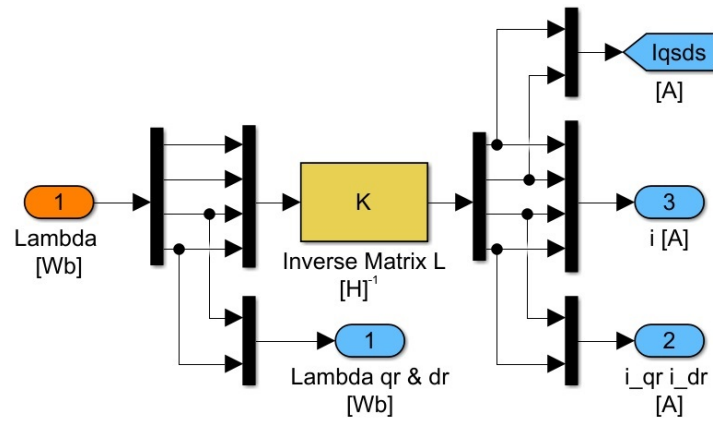 Iqsds
[A]
1
Lambda
[Wb]
K
Inverse Matrix L
[H]⁻¹
3
i [A]
1
Lambda qr & dr
[Wb]
2
i_qr i_dr
[A]